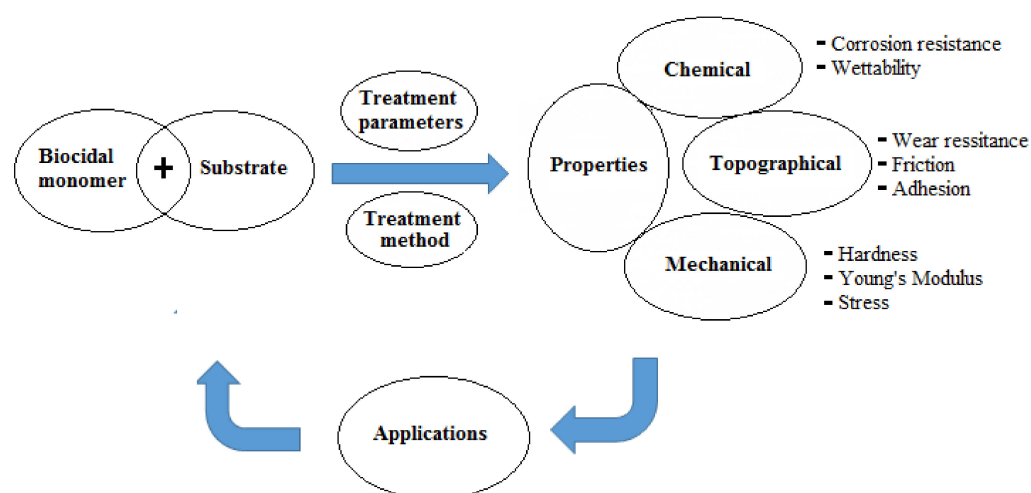 Biocidal
monomer
+
Substrate
Treatment
parameters
Treatment
method
Properties
Chemical
- Corrosion resistance
- Wettability
Topographical
- Wear ressitance
- Friction
- Adhesion
Mechanical
- Hardness
- Young's Modulus
- Stress
Applications